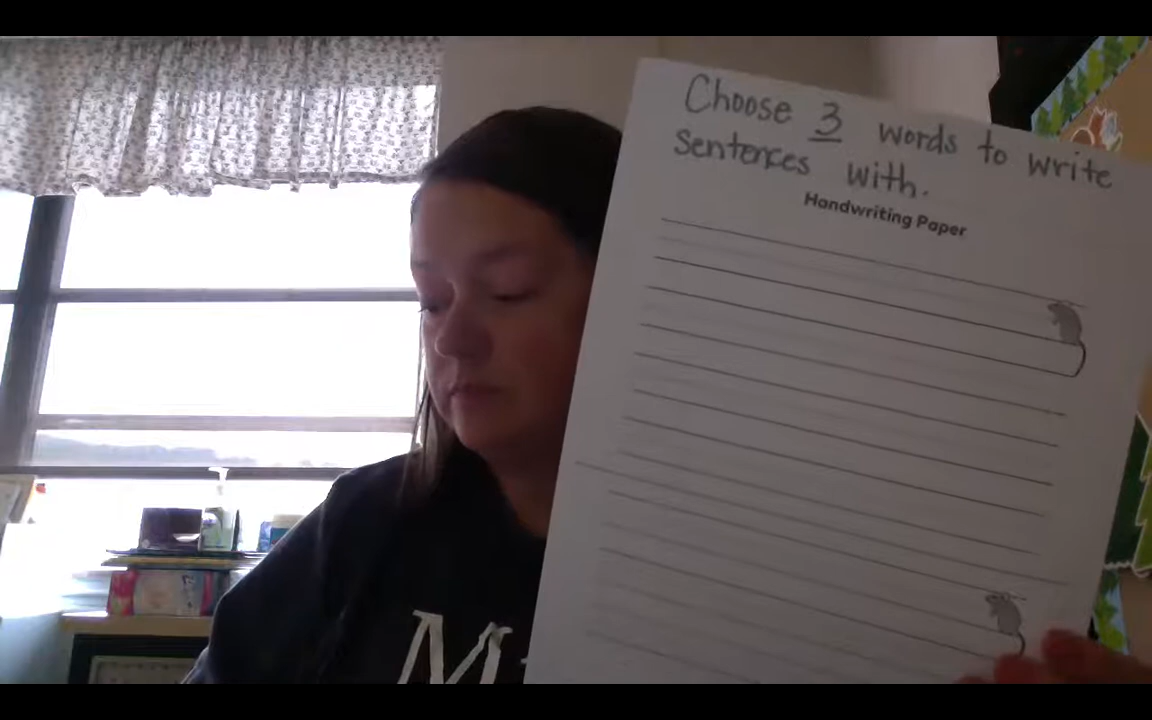 Choose 3 words to write
sentences with.
Handwriting Paper